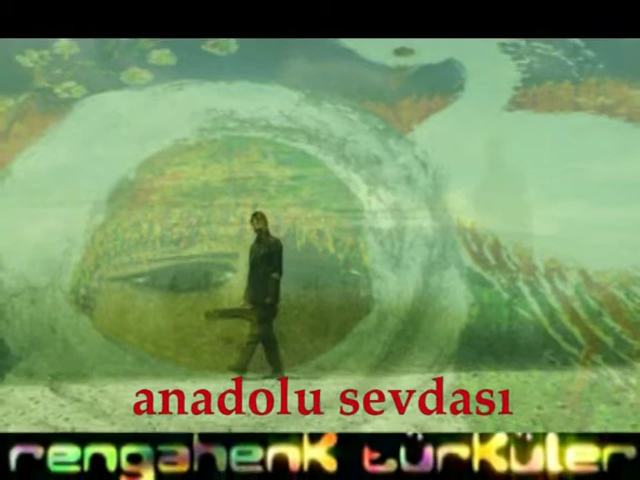 anadolu sevdası
rengahenk türküler